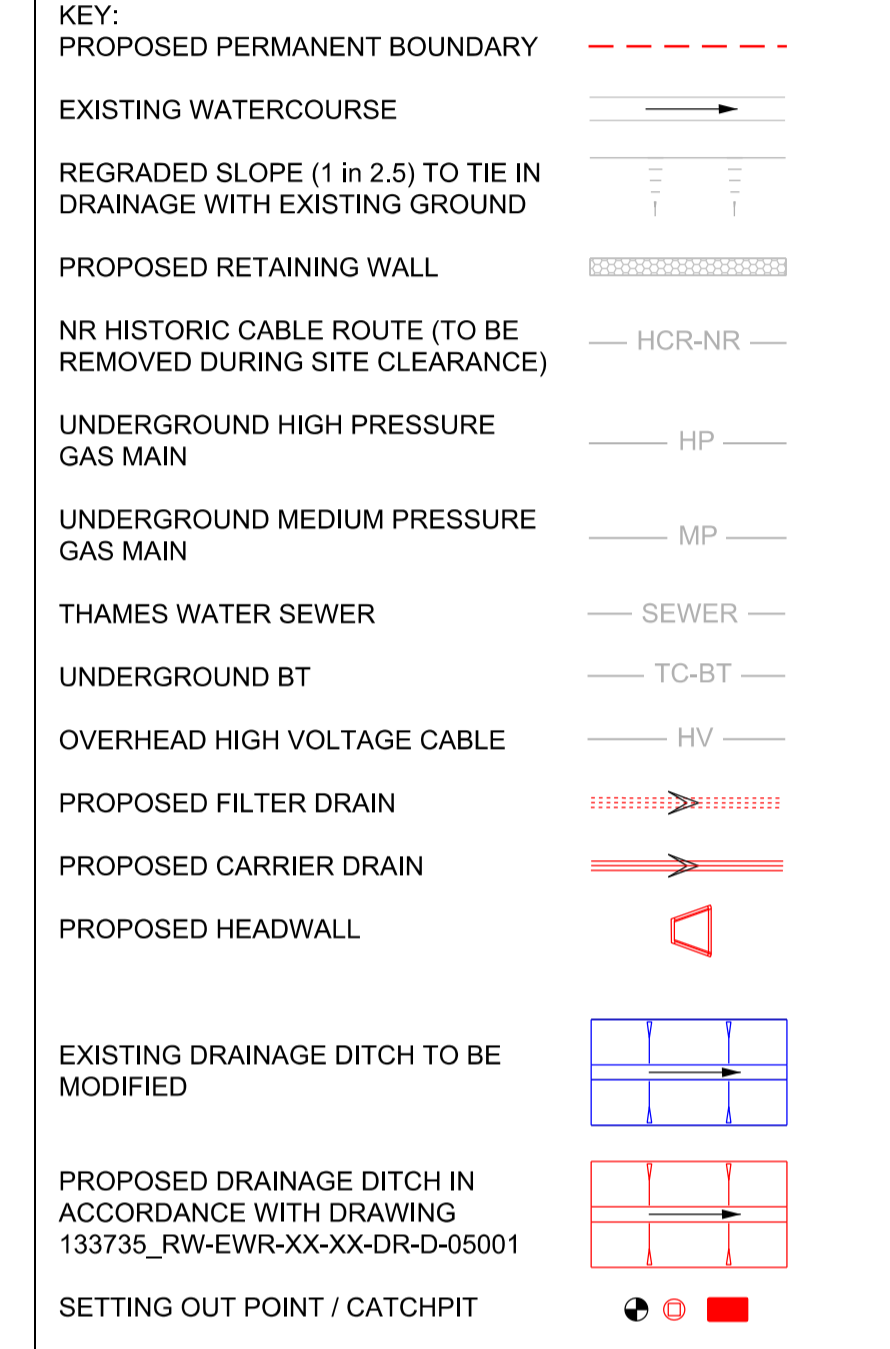 KEY:
PROPOSED PERMANENT BOUNDARY
EXISTING WATERCOURSE
REGRADED SLOPE (1 in 2.5) TO TIE IN
DRAINAGE WITH EXISTING GROUND
PROPOSED RETAINING WALL
NR HISTORIC CABLE ROUTE (TO BE
REMOVED DURING SITE CLEARANCE)
HCR-NR
UNDERGROUND HIGH PRESSURE
GAS MAIN
HP
UNDERGROUND MEDIUM PRESSURE
GAS MAIN
MP
THAMES WATER SEWER
SEWER
UNDERGROUND BT
TC-BT
OVERHEAD HIGH VOLTAGE CABLE
HV
PROPOSED FILTER DRAIN
PROPOSED CARRIER DRAIN
PROPOSED HEADWALL
EXISTING DRAINAGE DITCH TO BE
MODIFIED
PROPOSED DRAINAGE DITCH IN
ACCORDANCE WITH DRAWING
133735_RW-EWR-XX-XX-DR-D-05001
SETTING OUT POINT / CATCHPIT